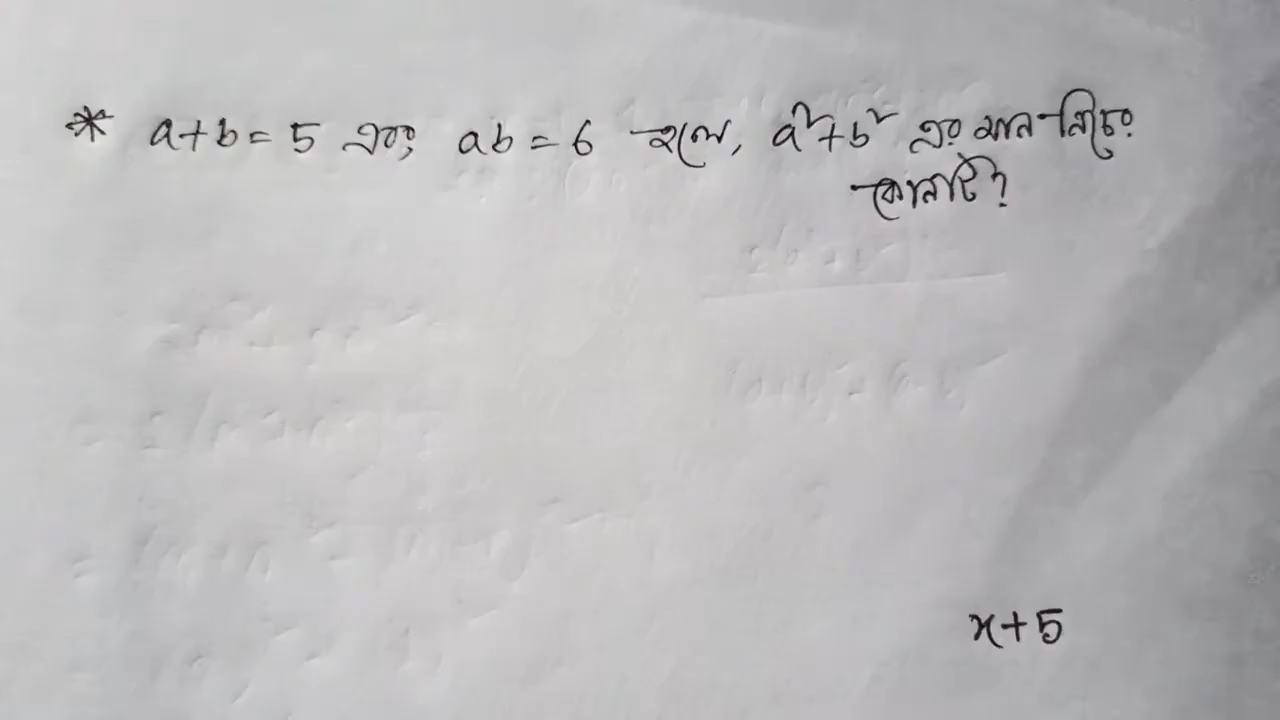 * a+b=5 এবং ab=6 হলে, a²+b² এর মান নিচের
কোনটি?
x+5